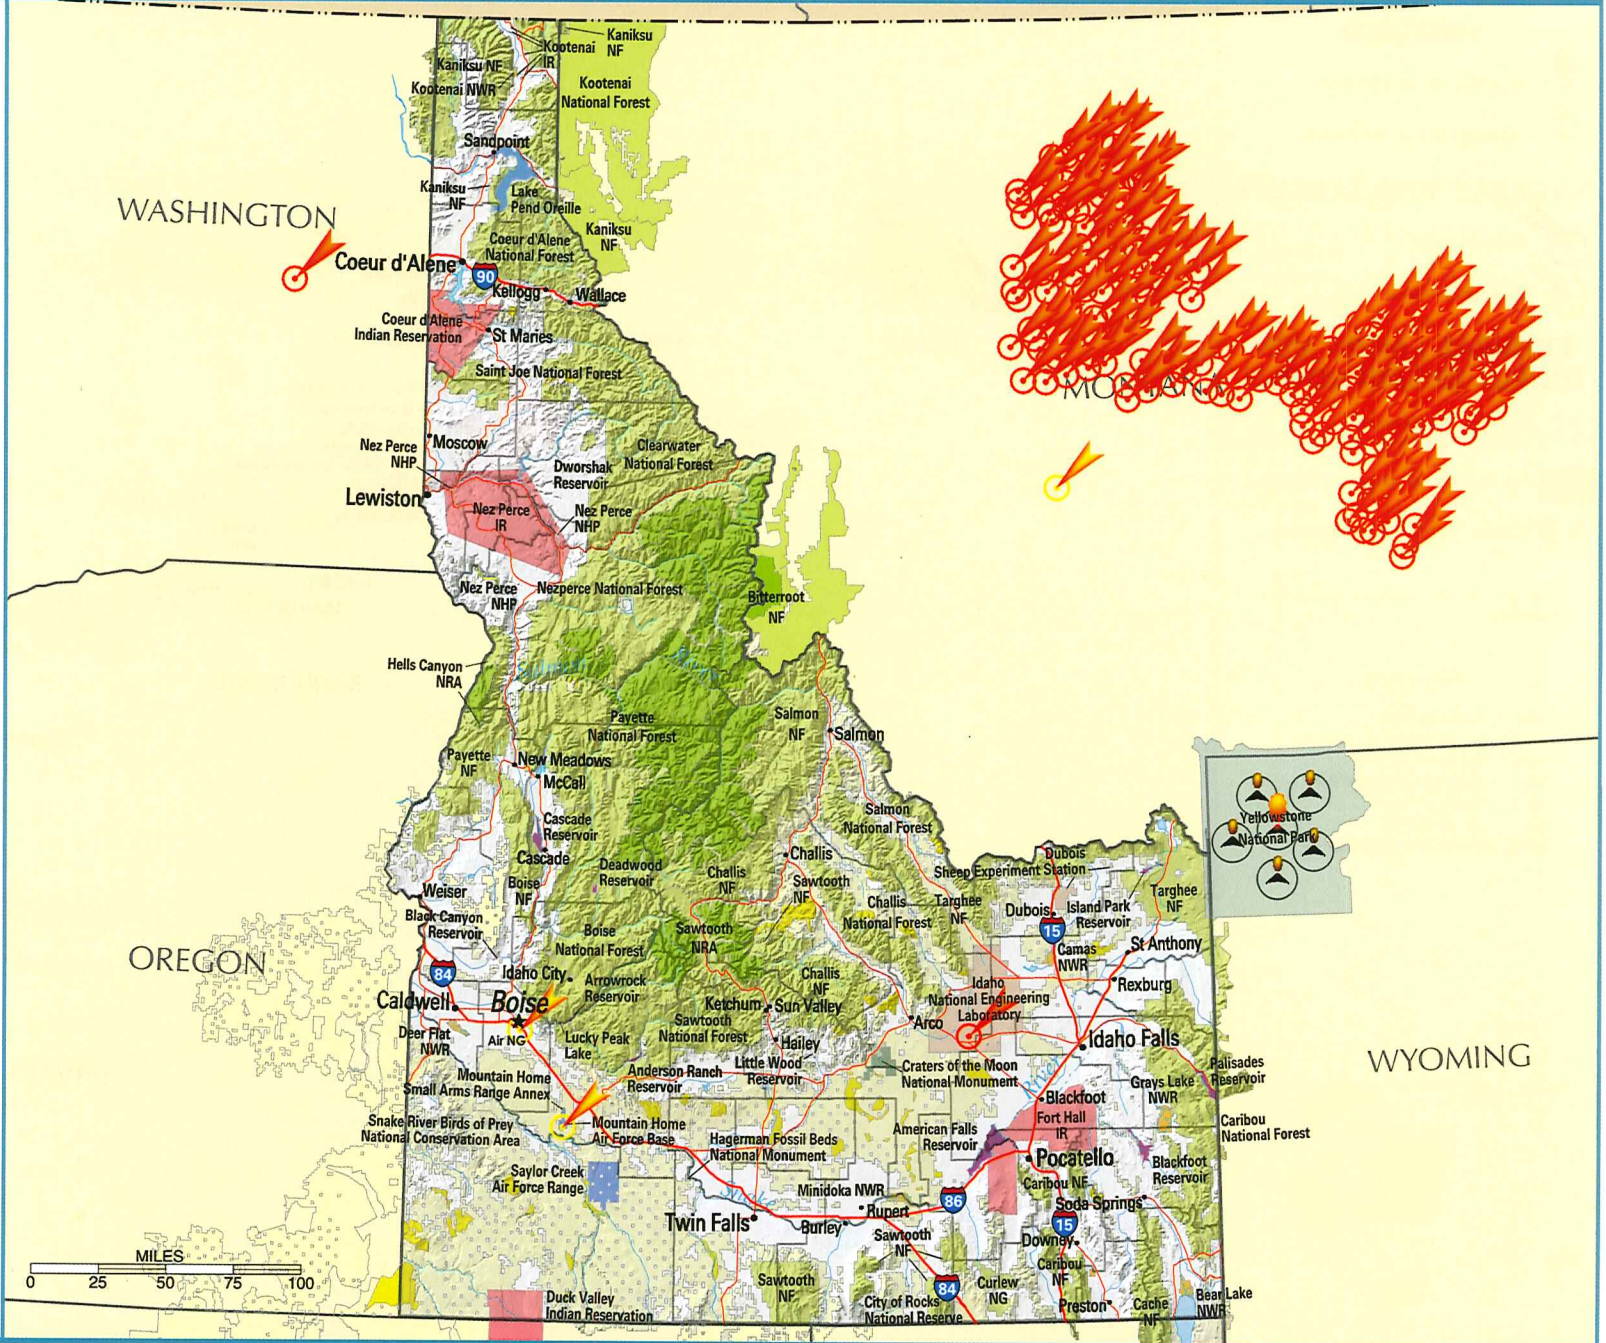 Kaniksu
NF
Kootenai
IR
Kaniksu NF
Kootenai NWR
Kootenai
National Forest
Sandpoint
Kaniksu
NF
Lake
Pend Oreille
WASHINGTON
Kaniksu
NF
Coeur d'Alene
National Forest
Coeur d'Alene
90
Kellogg
Wallace
Coeur d'Alene
Indian Reservation
St Maries
Saint Joe National Forest
MONTANA
Moscow
Nez Perce
NHP
Clearwater
National Forest
Dworshak
Reservoir
Lewiston
Nez Perce
IR
Nez Perce
NHP
Nez Perce
NHP
Nezperce National Forest
Bitterroot
NF
Hells Canyon
NRA
Salmon
River
Payette
National Forest
Salmon
NF
Salmon
Payette
NF
New Meadows
McCall
Cascade
Reservoir
Salmon
National Forest
Yellowstone
National Park
Cascade
Deadwood
Reservoir
Challis
Challis
NF
Sawtooth
NF
Dubois
Sheep Experiment Station
Weiser
Boise
NF
Challis
National Forest
Targhee
NF
Dubois
Island Park
Reservoir
Targhee
NF
Black Canyon
Reservoir
15
OREGON
Boise
National Forest
Sawtooth
NRA
Camas
NWR
St Anthony
84
Idaho City
Arrowrock
Reservoir
Challis
NF
Idaho
National Engineering
Laboratory
Rexburg
Caldwell
Boise
Ketchum
Sun Valley
Sawtooth
National Forest
Arco
Air NG
Deer Flat
NWR
Lucky Peak
Lake
Hailey
Idaho Falls
WYOMING
Little Wood
Reservoir
Mountain Home
Small Arms Range Annex
Anderson Ranch
Reservoir
Craters of the Moon
National Monument
River
Palisades
Reservoir
Grays Lake
NWR
Blackfoot
Snake River Birds of Prey
National Conservation Area
Mountain Home
Air Force Base
American Falls
Reservoir
Fort Hall
IR
Caribou
National Forest
Hagerman Fossil Beds
National Monument
Pocatello
Blackfoot
Reservoir
Saylor Creek
Air Force Range
Snake
Minidoka NWR
86
Caribou NF
Soda Springs
Twin Falls
Burley
Rupert
15
Sawtooth
NF
Downey
MILES
0 25 50 75 100
Caribou
NF
Sawtooth
NF
84
Curlew
NG
Duck Valley
Indian Reservation
City of Rocks
National Reserve
Preston
Cache
NF
Bear Lake
NWR